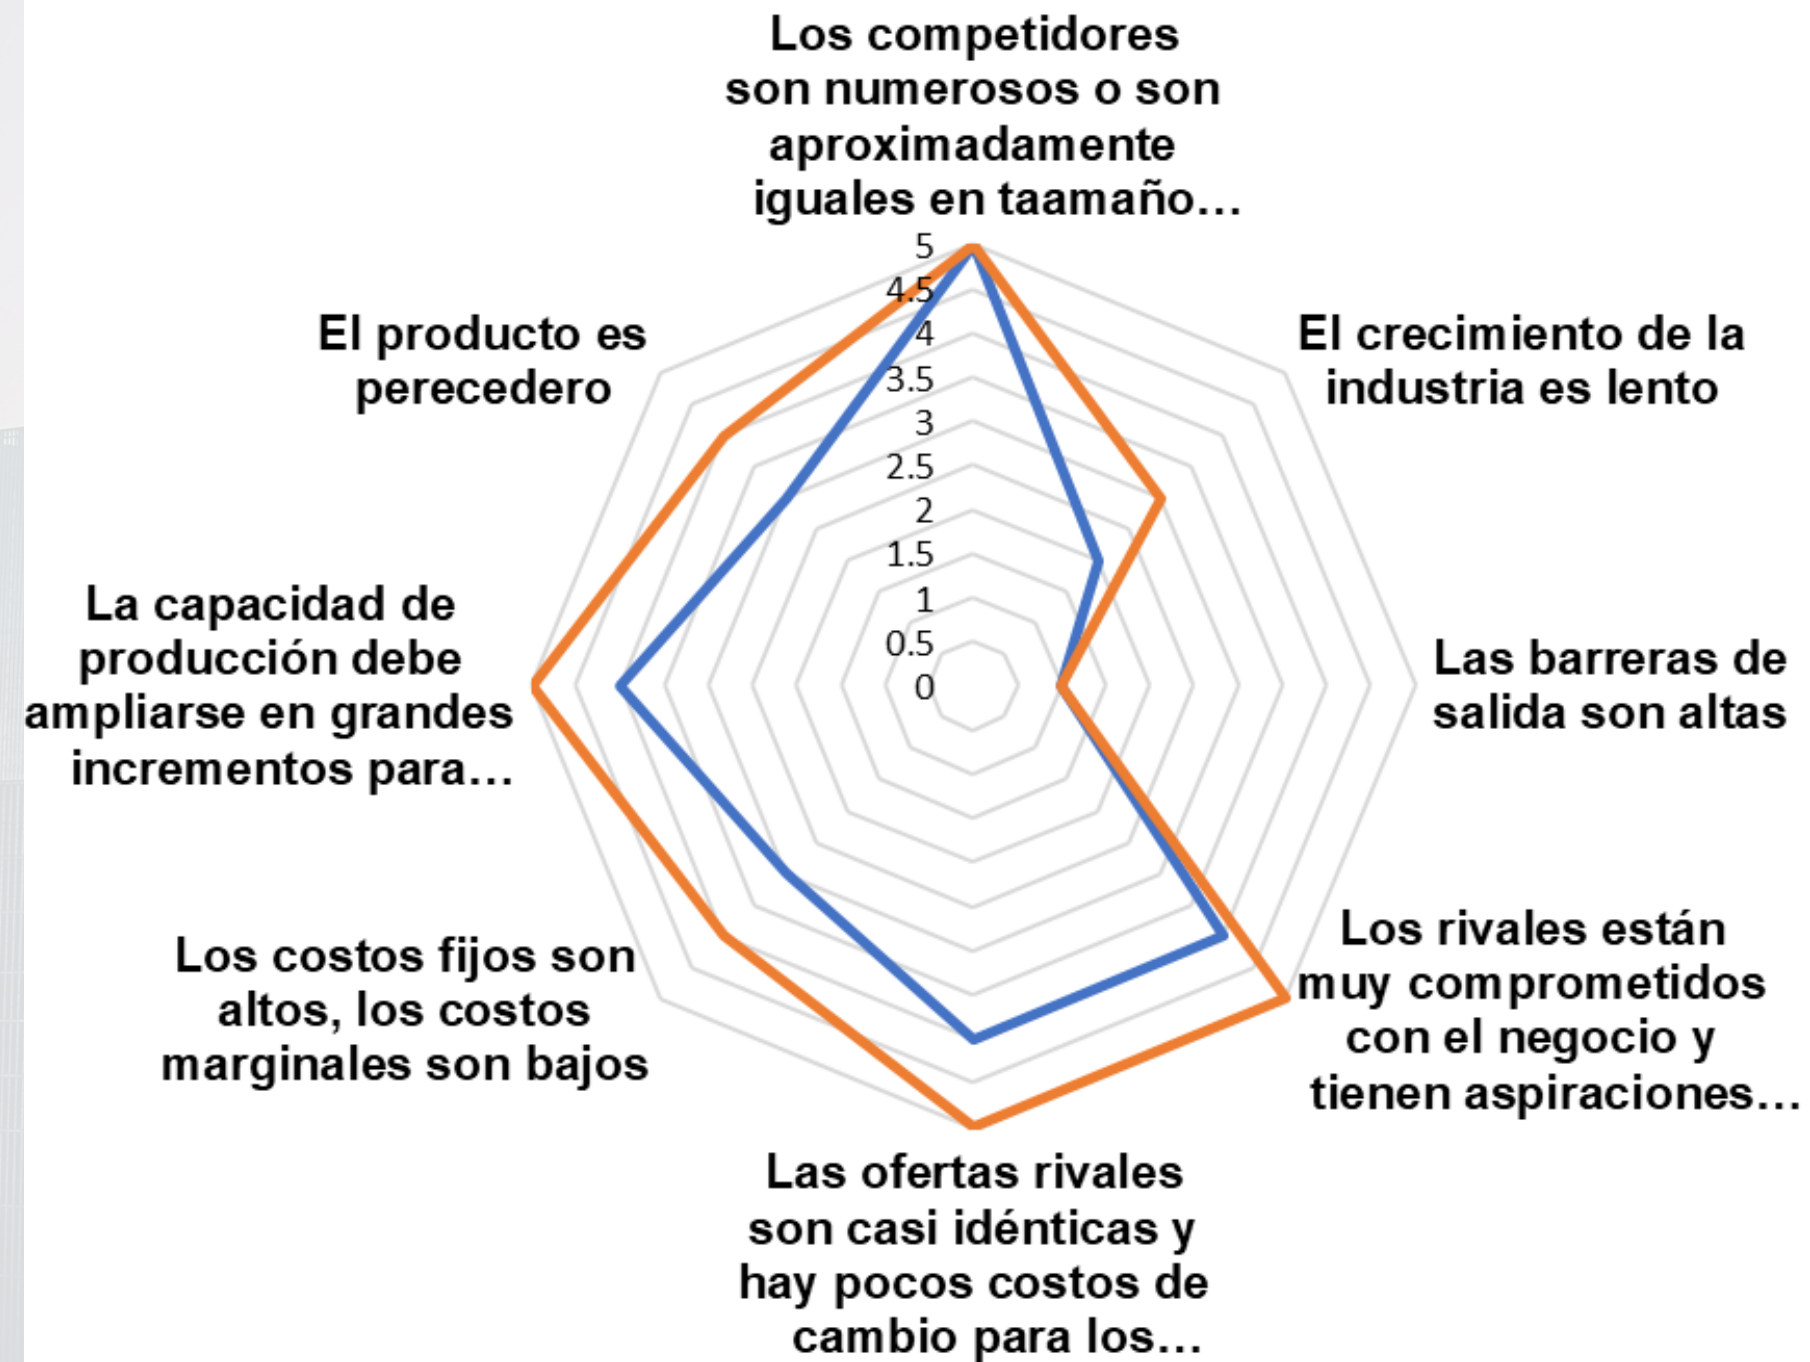 Los competidores
son numerosos o son
aproximadamente
iguales en taamaño…
5
4.5
4
3.5
3
2.5
2
1.5
1
0.5
0
El crecimiento de la
industria es lento
Las barreras de
salida son altas
Los rivales están
muy comprometidos
con el negocio y
tienen aspiraciones…
Las ofertas rivales
son casi idénticas y
hay pocos costos de
cambio para los…
Los costos fijos son
altos, los costos
marginales son bajos
La capacidad de
producción debe
ampliarse en grandes
incrementos para…
El producto es
perecedero